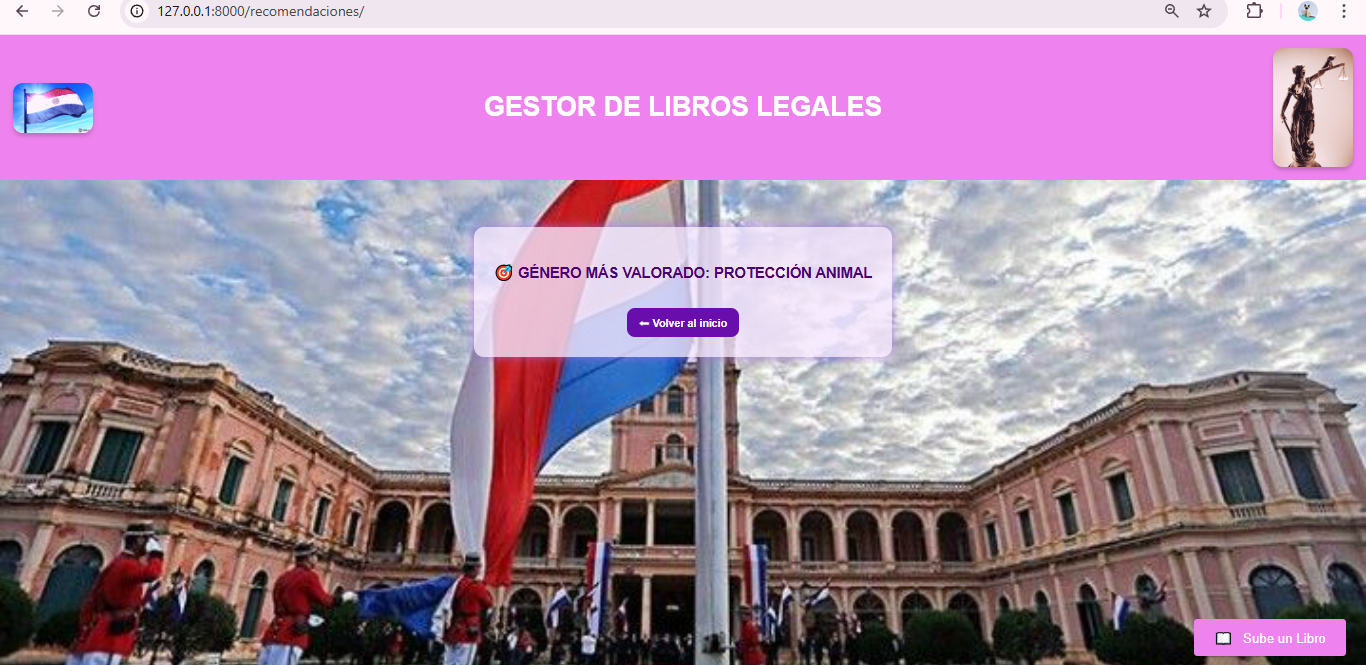 127.0.0.1:8000/recomendaciones/
GESTOR DE LIBROS LEGALES
🎯 GÉNERO MÁS VALORADO: PROTECCIÓN ANIMAL
⬅ Volver al inicio
📖 Sube un Libro